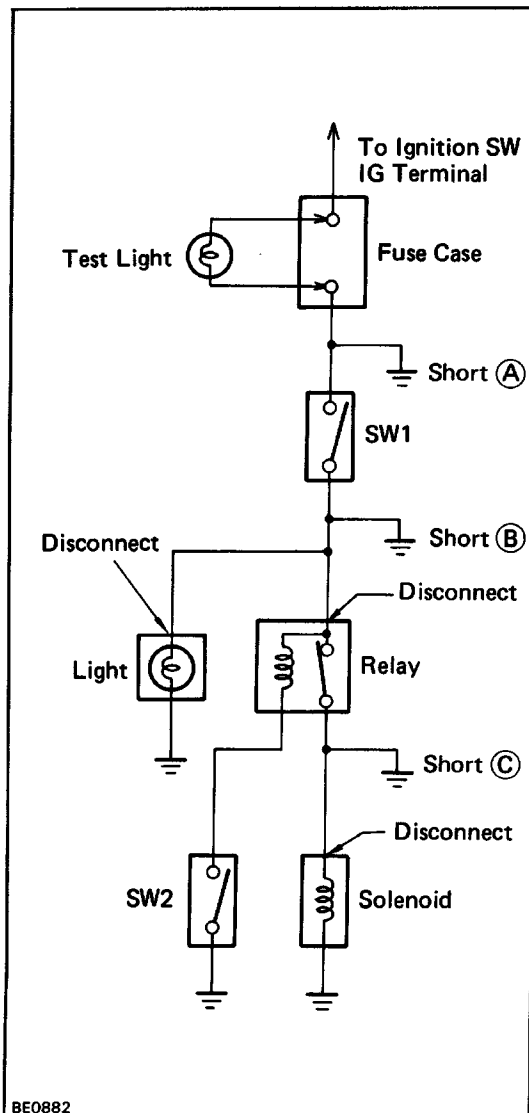 To Ignition SW
IG Terminal
Test Light
Fuse Case
Short Ⓐ
SW1
Short Ⓑ
Disconnect
Disconnect
Light
Relay
Short Ⓒ
Disconnect
SW2
Solenoid
BE0882